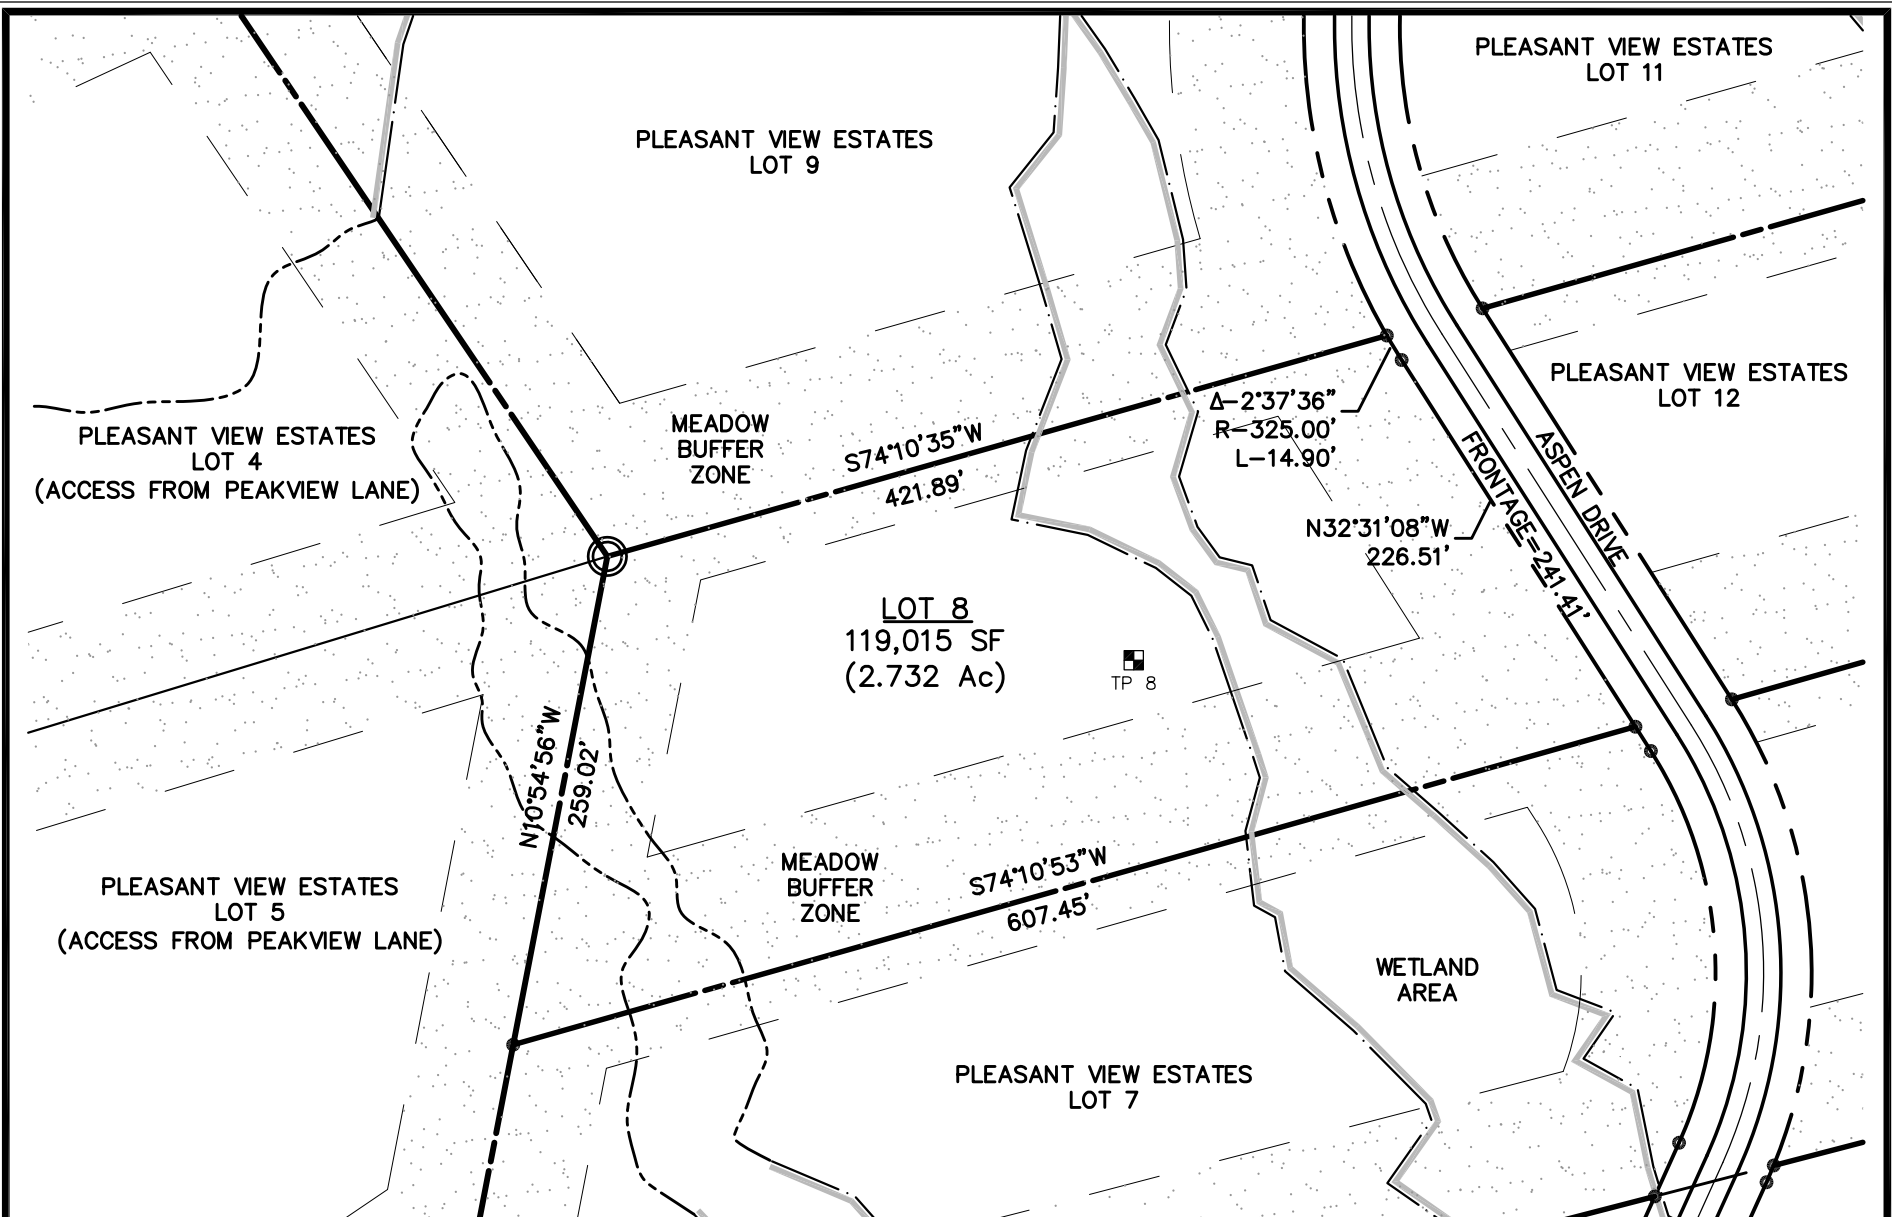 PLEASANT VIEW ESTATES
LOT 11
PLEASANT VIEW ESTATES
LOT 9
PLEASANT VIEW ESTATES
LOT 12
Δ-2°37'36"
R-325.00'
L-14.90'
MEADOW
BUFFER
ZONE
S74°10'35"W
421.89'
PLEASANT VIEW ESTATES
LOT 4
(ACCESS FROM PEAKVIEW LANE)
ASPEN DRIVE
FRONTAGE=241.41'
N32°31'08"W
226.51'
LOT 8
119,015 SF
(2.732 Ac)
TP 8
N10°54'56"W
259.02'
MEADOW
BUFFER
ZONE
S74°10'53"W
607.45'
PLEASANT VIEW ESTATES
LOT 5
(ACCESS FROM PEAKVIEW LANE)
WETLAND
AREA
PLEASANT VIEW ESTATES
LOT 7